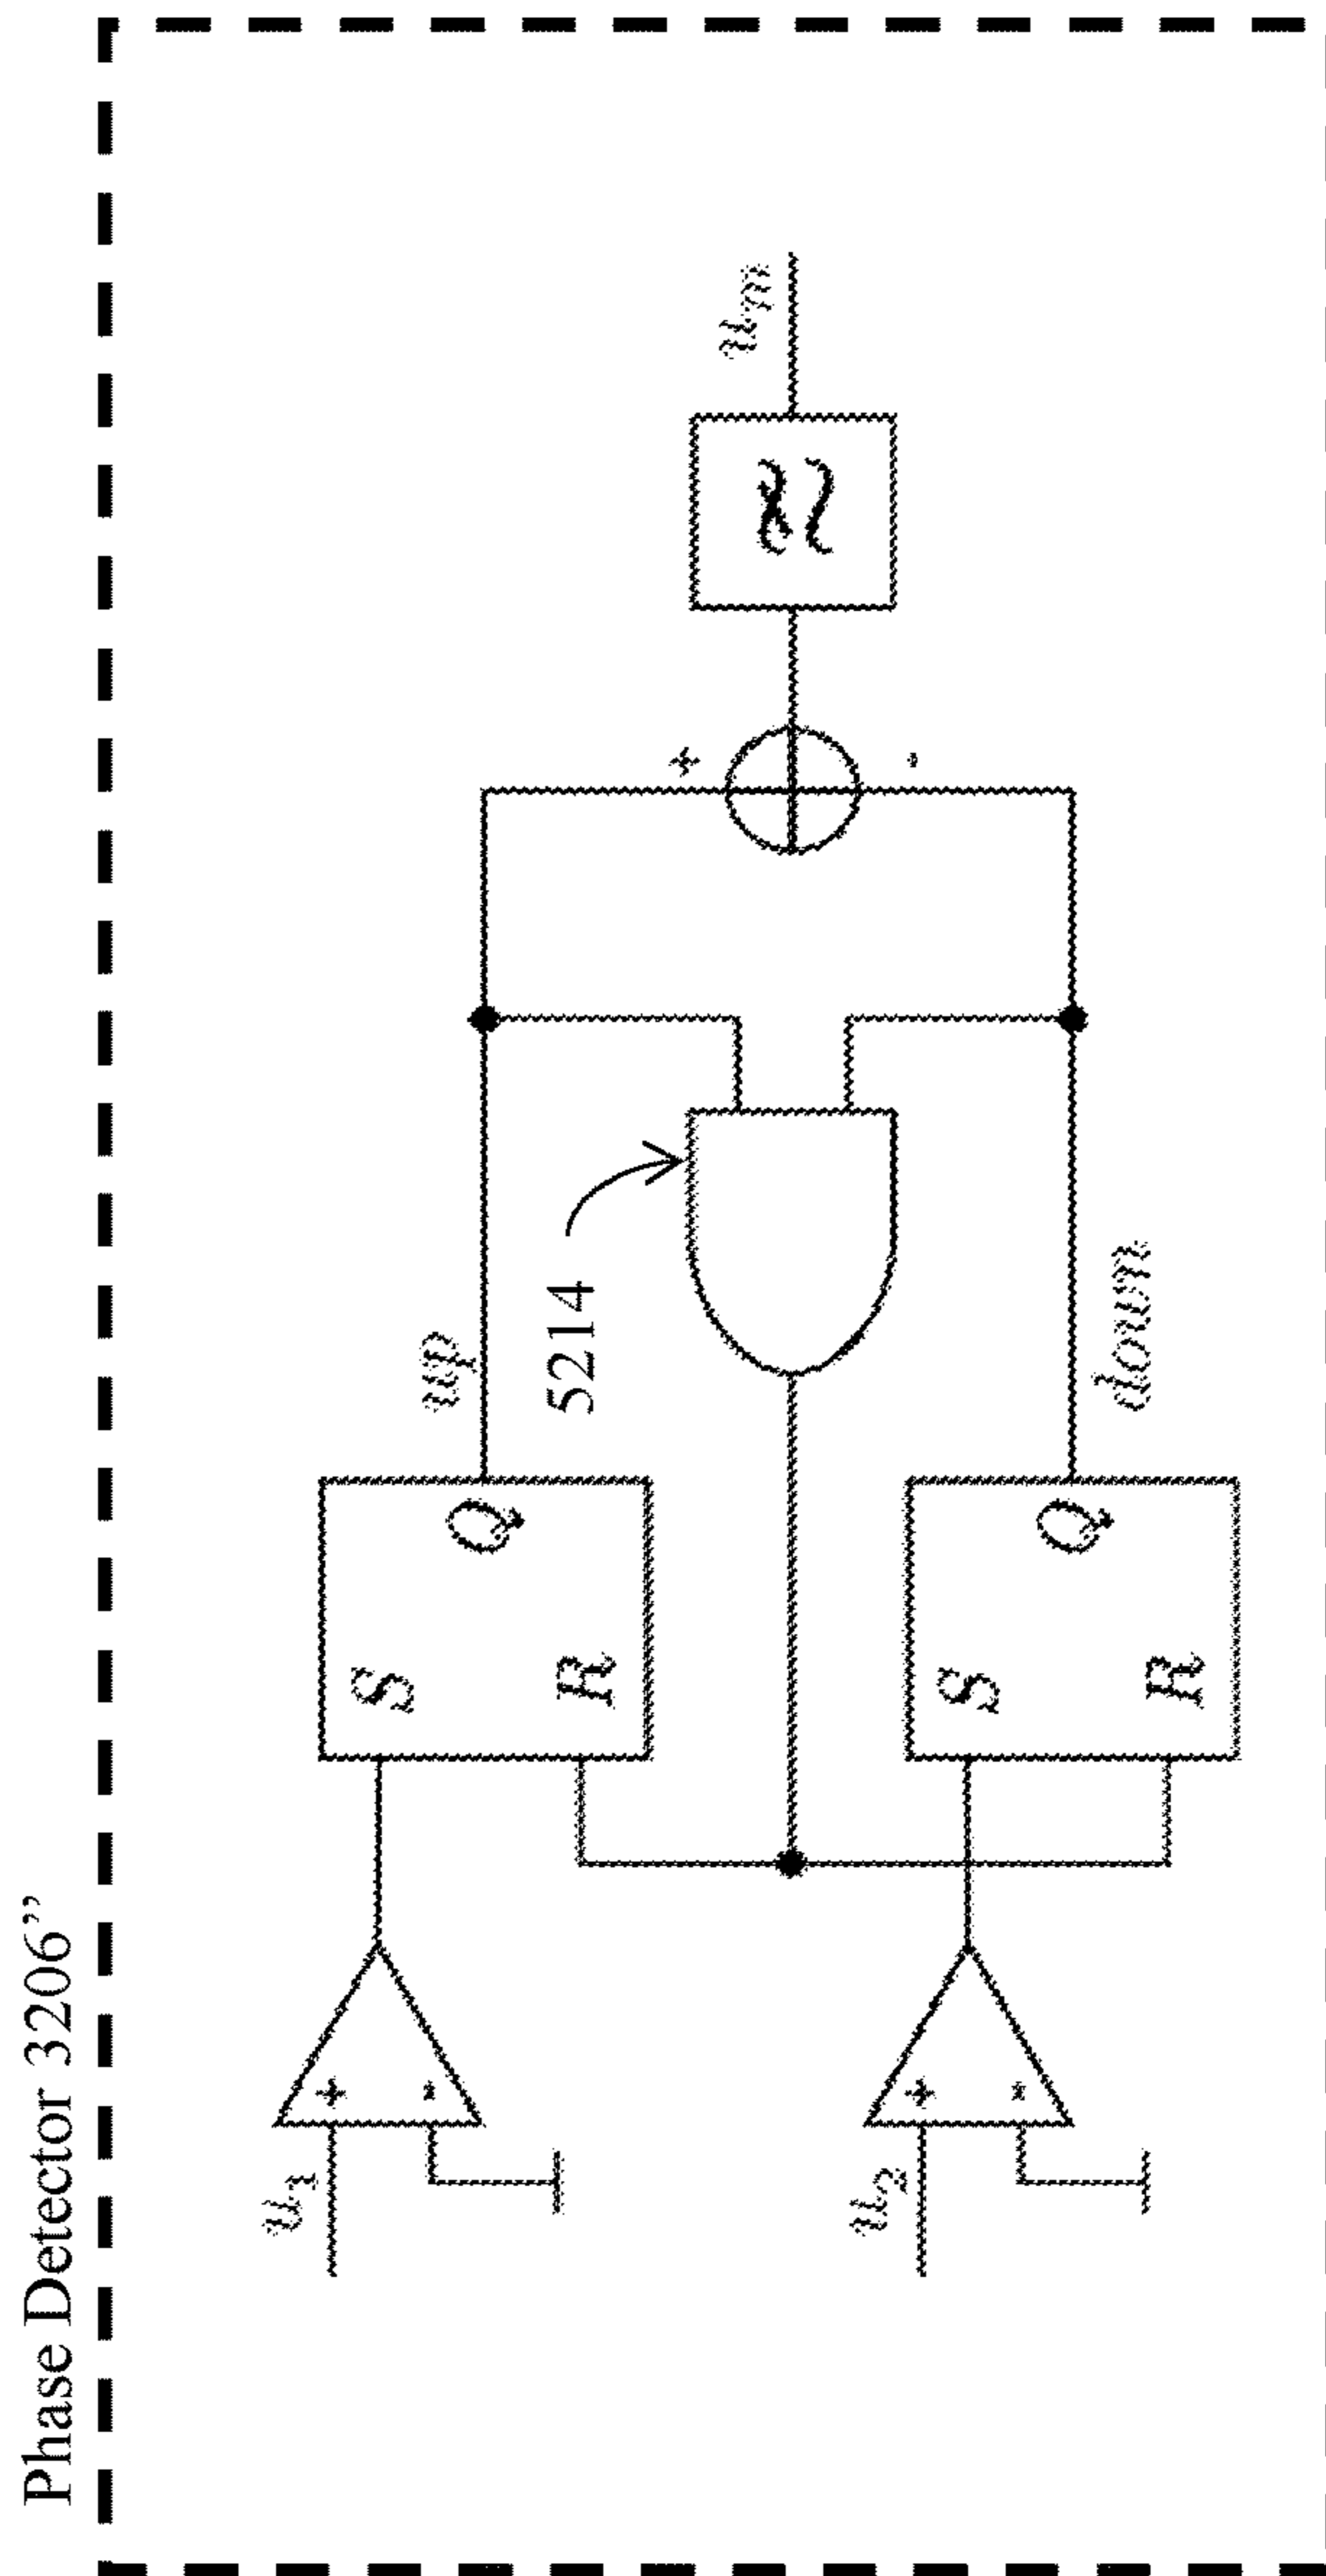 Phase Detector 3206”
u₁
+
-
S
R
Q
up
5214
+
-
uₘ
u₂
+
-
S
R
Q
down